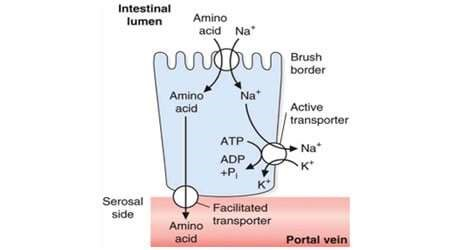 Intestinal
lumen
Amino
acid
Na+
Brush
border
Amino
acid
Na+
Active
transporter
ATP
ADP
+Pi
Na+
K+
K+
Serosal
side
Facilitated
transporter
Amino
acid
Portal vein